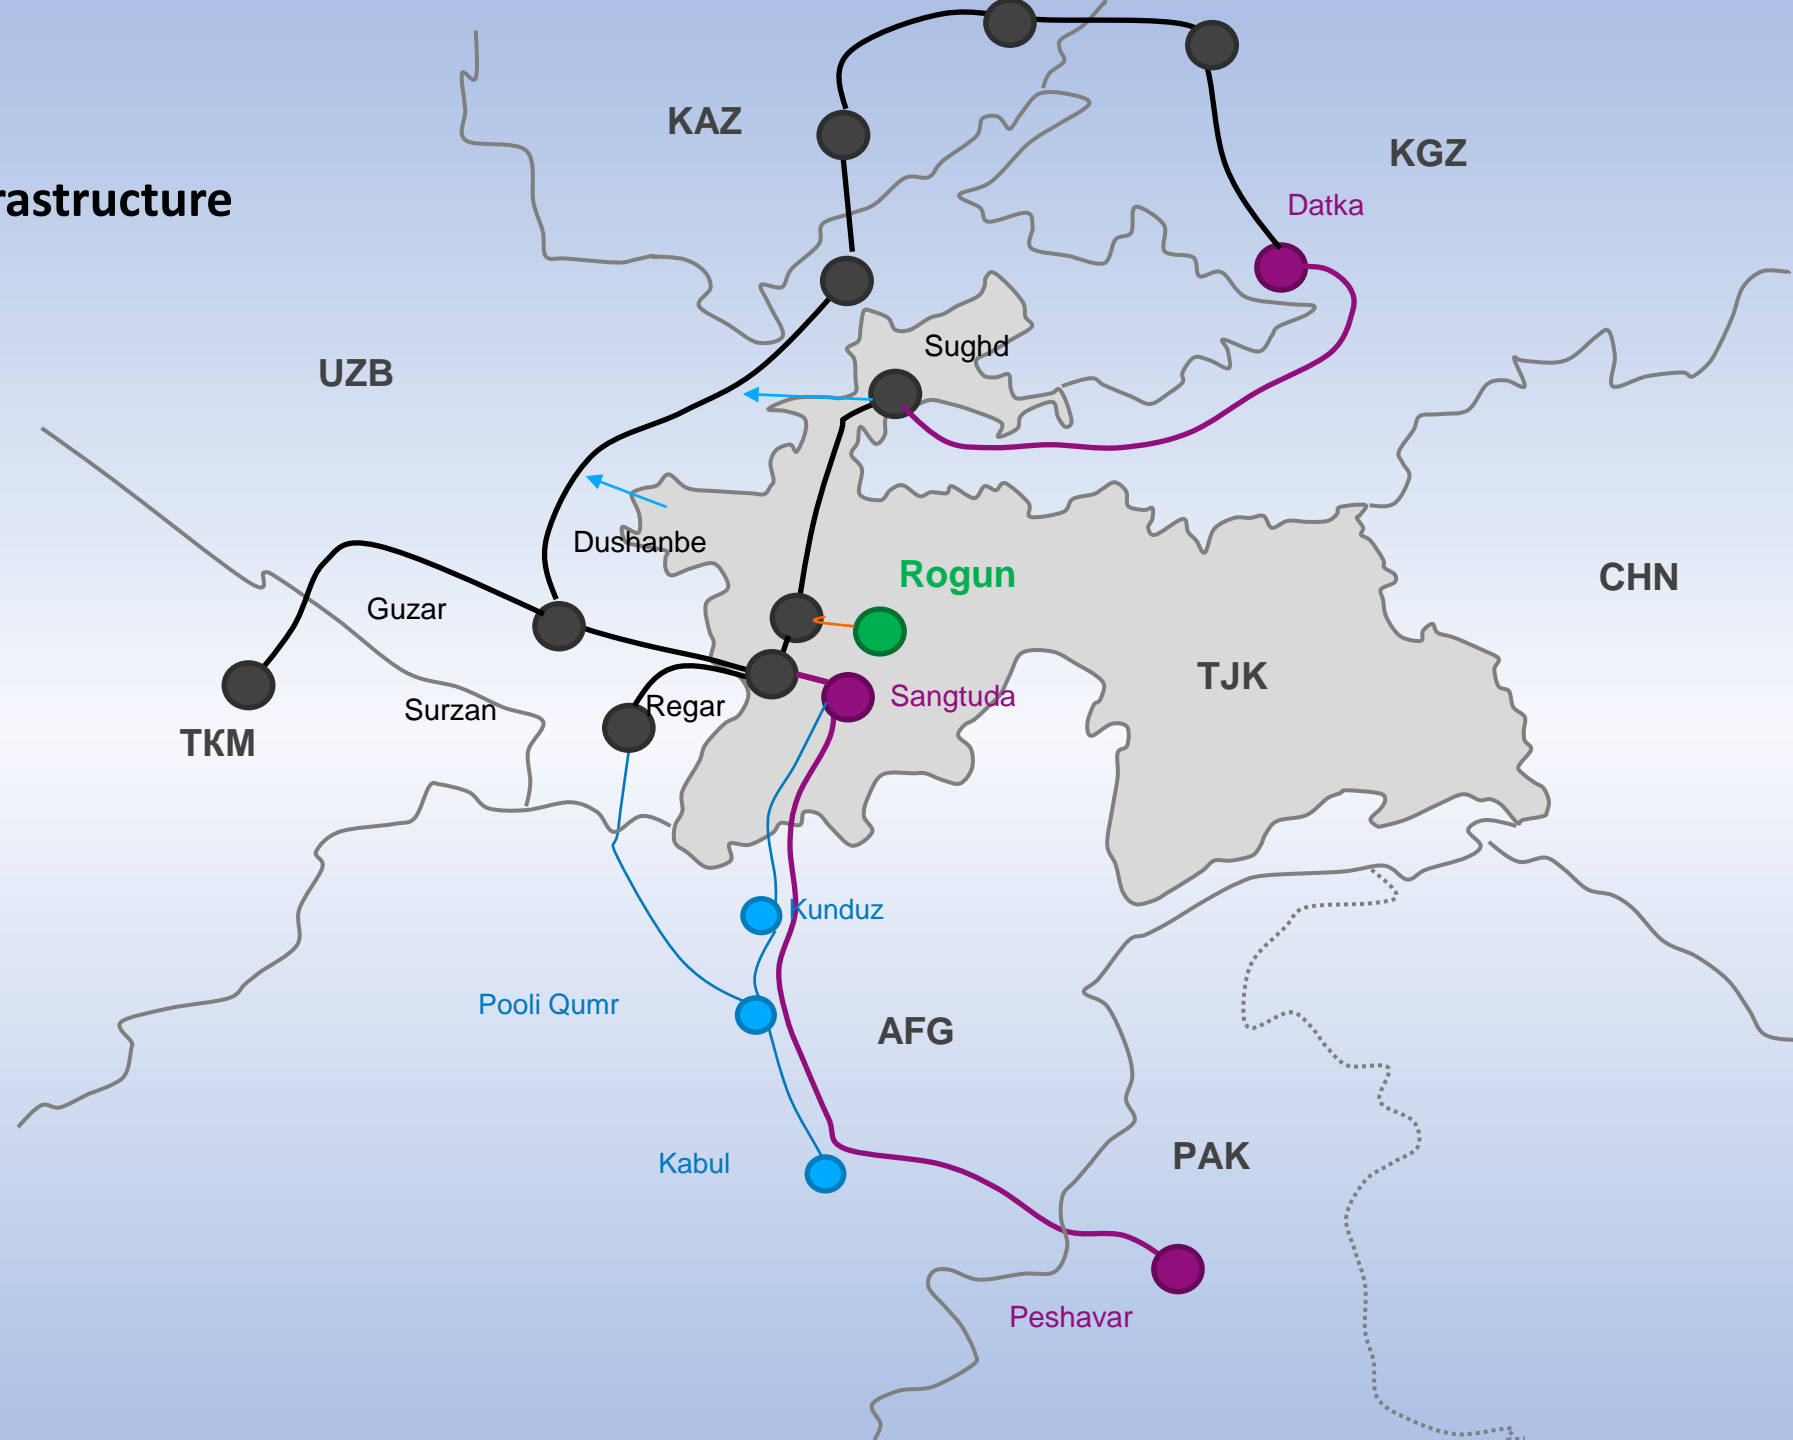 KAZ
KGZ
rastructure
Datka
Sughd
UZB
Dushanbe
Rogun
CHN
Guzar
TJK
Sangtuda
Regar
Surzan
TKM
Kunduz
Pooli Qumr
AFG
PAK
Kabul
Peshavar